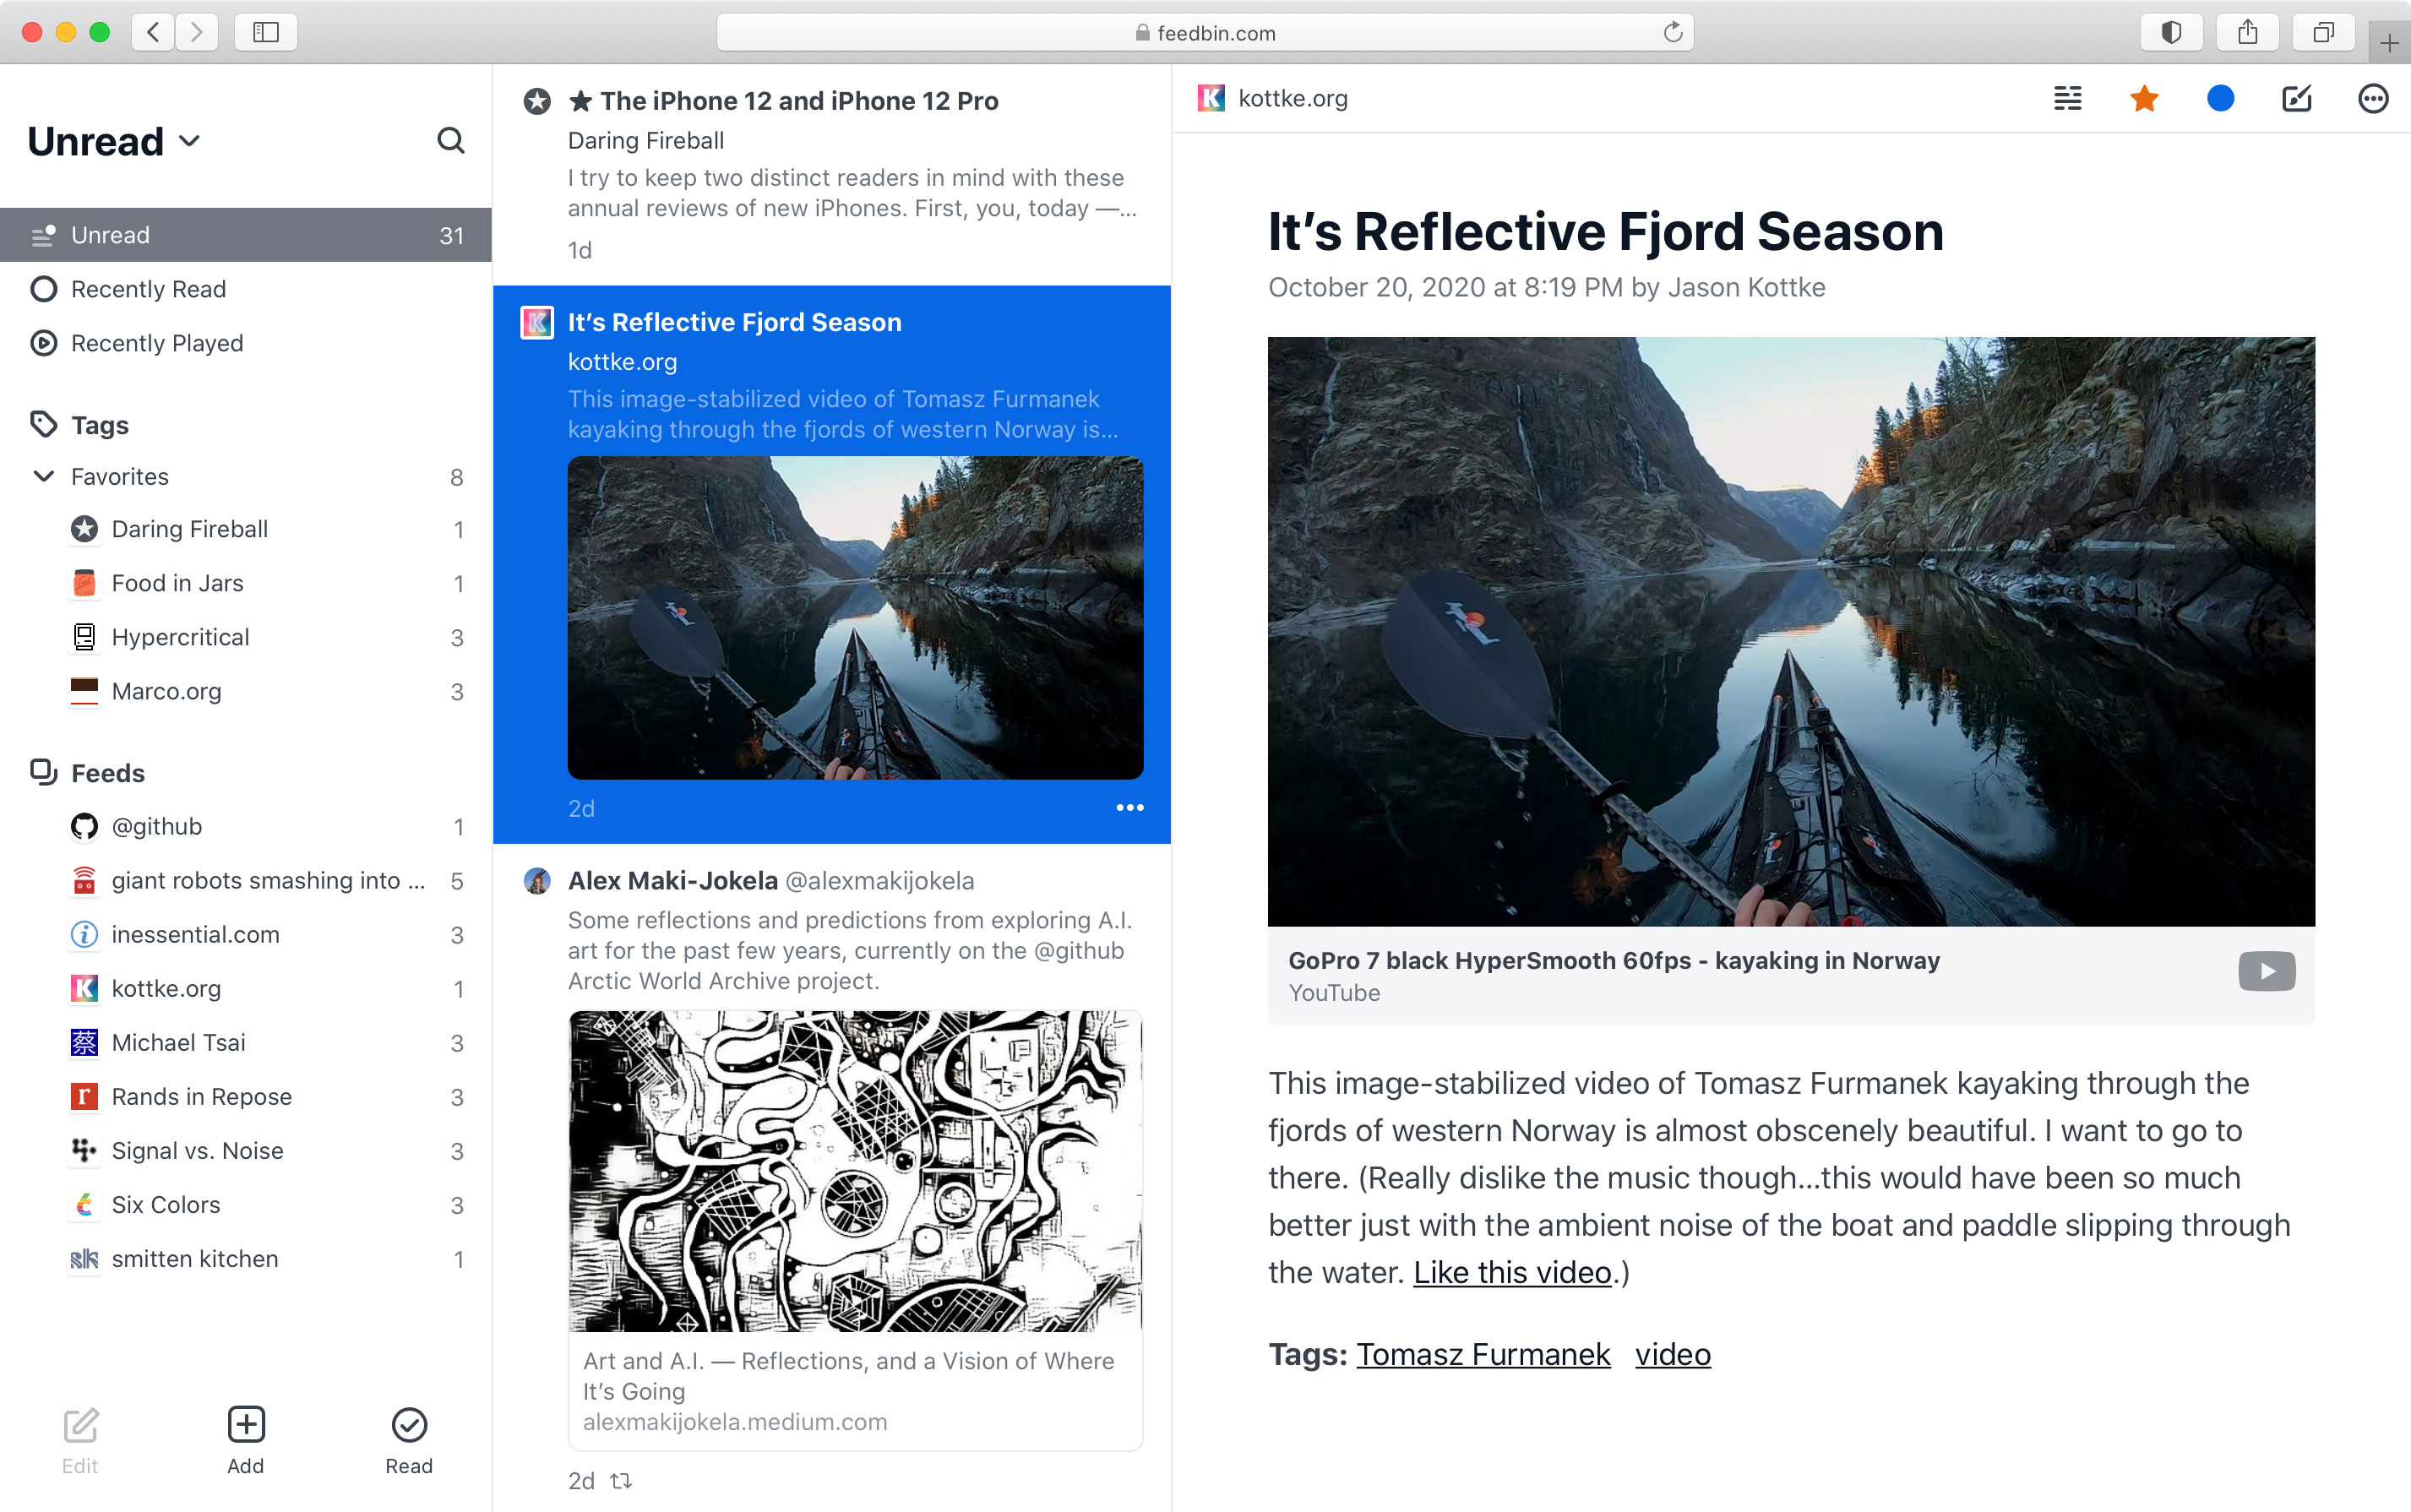 feedbin.com
Unread
Unread 31
Recently Read
Recently Played
Tags
Favorites 8
Daring Fireball 1
Food in Jars 1
Hypercritical 3
Marco.org 3
Feeds
@github 1
giant robots smashing into ... 5
inessential.com 3
K kottke.org 1
蔡 Michael Tsai 3
r Rands in Repose 3
Signal vs. Noise 3
Six Colors 3
sk smitten kitchen 1
Edit
Add
Read
★ The iPhone 12 and iPhone 12 Pro
Daring Fireball
I try to keep two distinct readers in mind with these
annual reviews of new iPhones. First, you, today —...
1d
K It’s Reflective Fjord Season
kottke.org
This image-stabilized video of Tomasz Furmanek
kayaking through the fjords of western Norway is...
2d
Alex Maki-Jokela @alexmakijokela
Some reflections and predictions from exploring A.I.
art for the past few years, currently on the @github
Arctic World Archive project.
Art and A.I. — Reflections, and a Vision of Where
It’s Going
alexmakijokela.medium.com
2d
K kottke.org
It’s Reflective Fjord Season
October 20, 2020 at 8:19 PM by Jason Kottke
GoPro 7 black HyperSmooth 60fps - kayaking in Norway
YouTube
This image-stabilized video of Tomasz Furmanek kayaking through the
fjords of western Norway is almost obscenely beautiful. I want to go to
there. (Really dislike the music though...this would have been so much
better just with the ambient noise of the boat and paddle slipping through
the water. Like this video.)
Tags: Tomasz Furmanek video